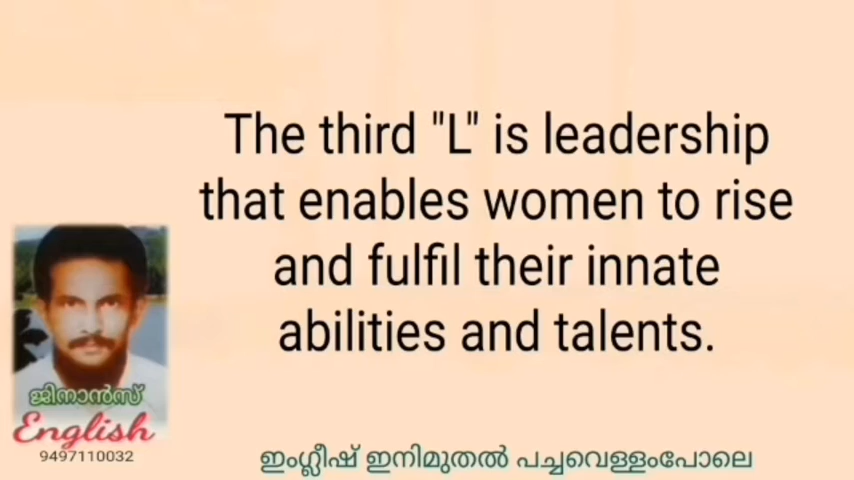 The third "L" is leadership
that enables women to rise
and fulfil their innate
abilities and talents.
ജിനാൻസ്
English
9497110032
ഇംഗ്ലീഷ് ഇനിമുതൽ പച്ചവെള്ളംപോലെ